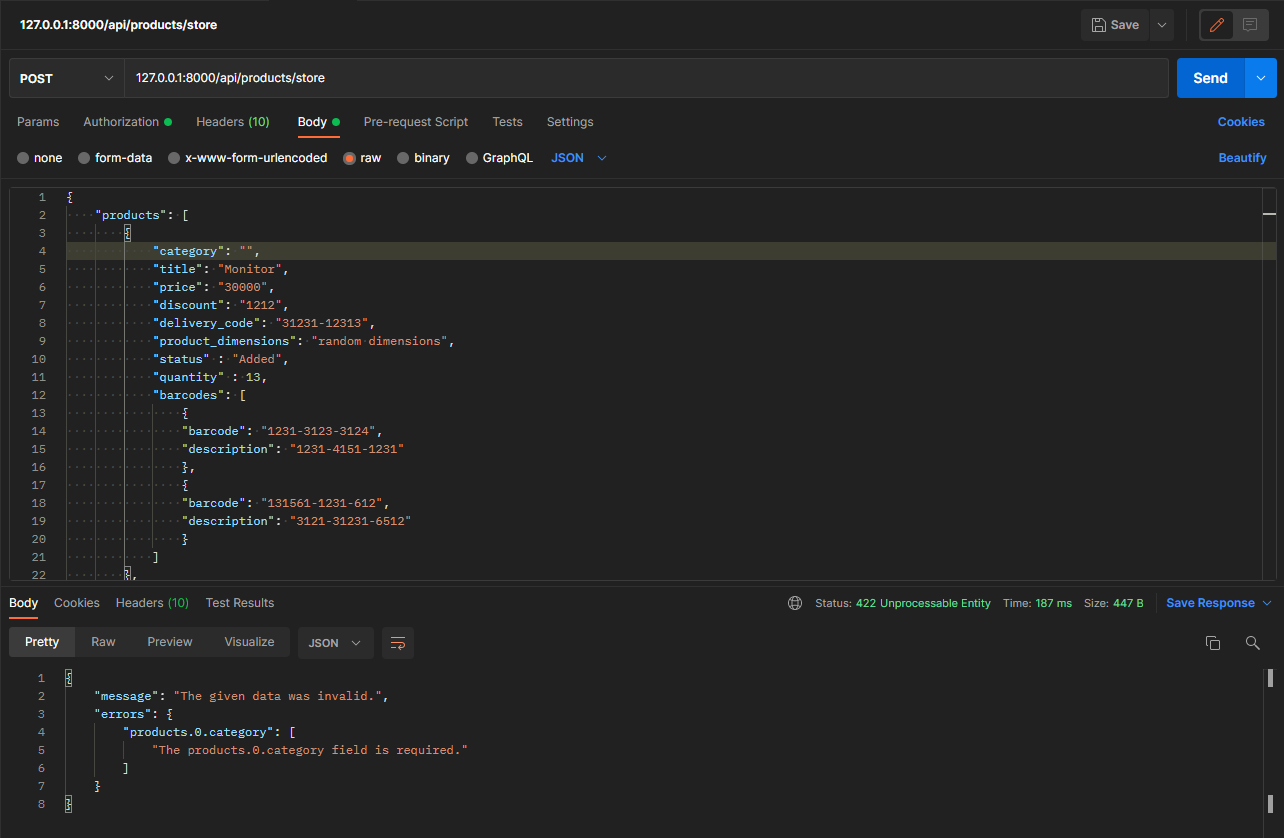 127.0.0.1:8000/api/products/store
Save
POST
127.0.0.1:8000/api/products/store
Send
Params Authorization Headers (10) Body Pre-request Script Tests Settings Cookies
none form-data x-www-form-urlencoded raw binary GraphQL JSON Beautify
1 {
2 "products": [
3 {
4 "category": "",
5 "title": "Monitor",
6 "price": "30000",
7 "discount": "1212",
8 "delivery_code": "31231-12313",
9 "product_dimensions": "random dimensions",
10 "status" : "Added",
11 "quantity" : 13,
12 "barcodes": [
13 {
14 "barcode": "1231-3123-3124",
15 "description": "1231-4151-1231"
16 },
17 {
18 "barcode": "131561-1231-612",
19 "description": "3121-31231-6512"
20 }
21 ]
22 },
Body Cookies Headers (10) Test Results Status: 422 Unprocessable Entity Time: 187 ms Size: 447 B Save Response
Pretty Raw Preview Visualize JSON
1 {
2 "message": "The given data was invalid.",
3 "errors": {
4 "products.0.category": [
5 "The products.0.category field is required."
6 ]
7 }
8 }